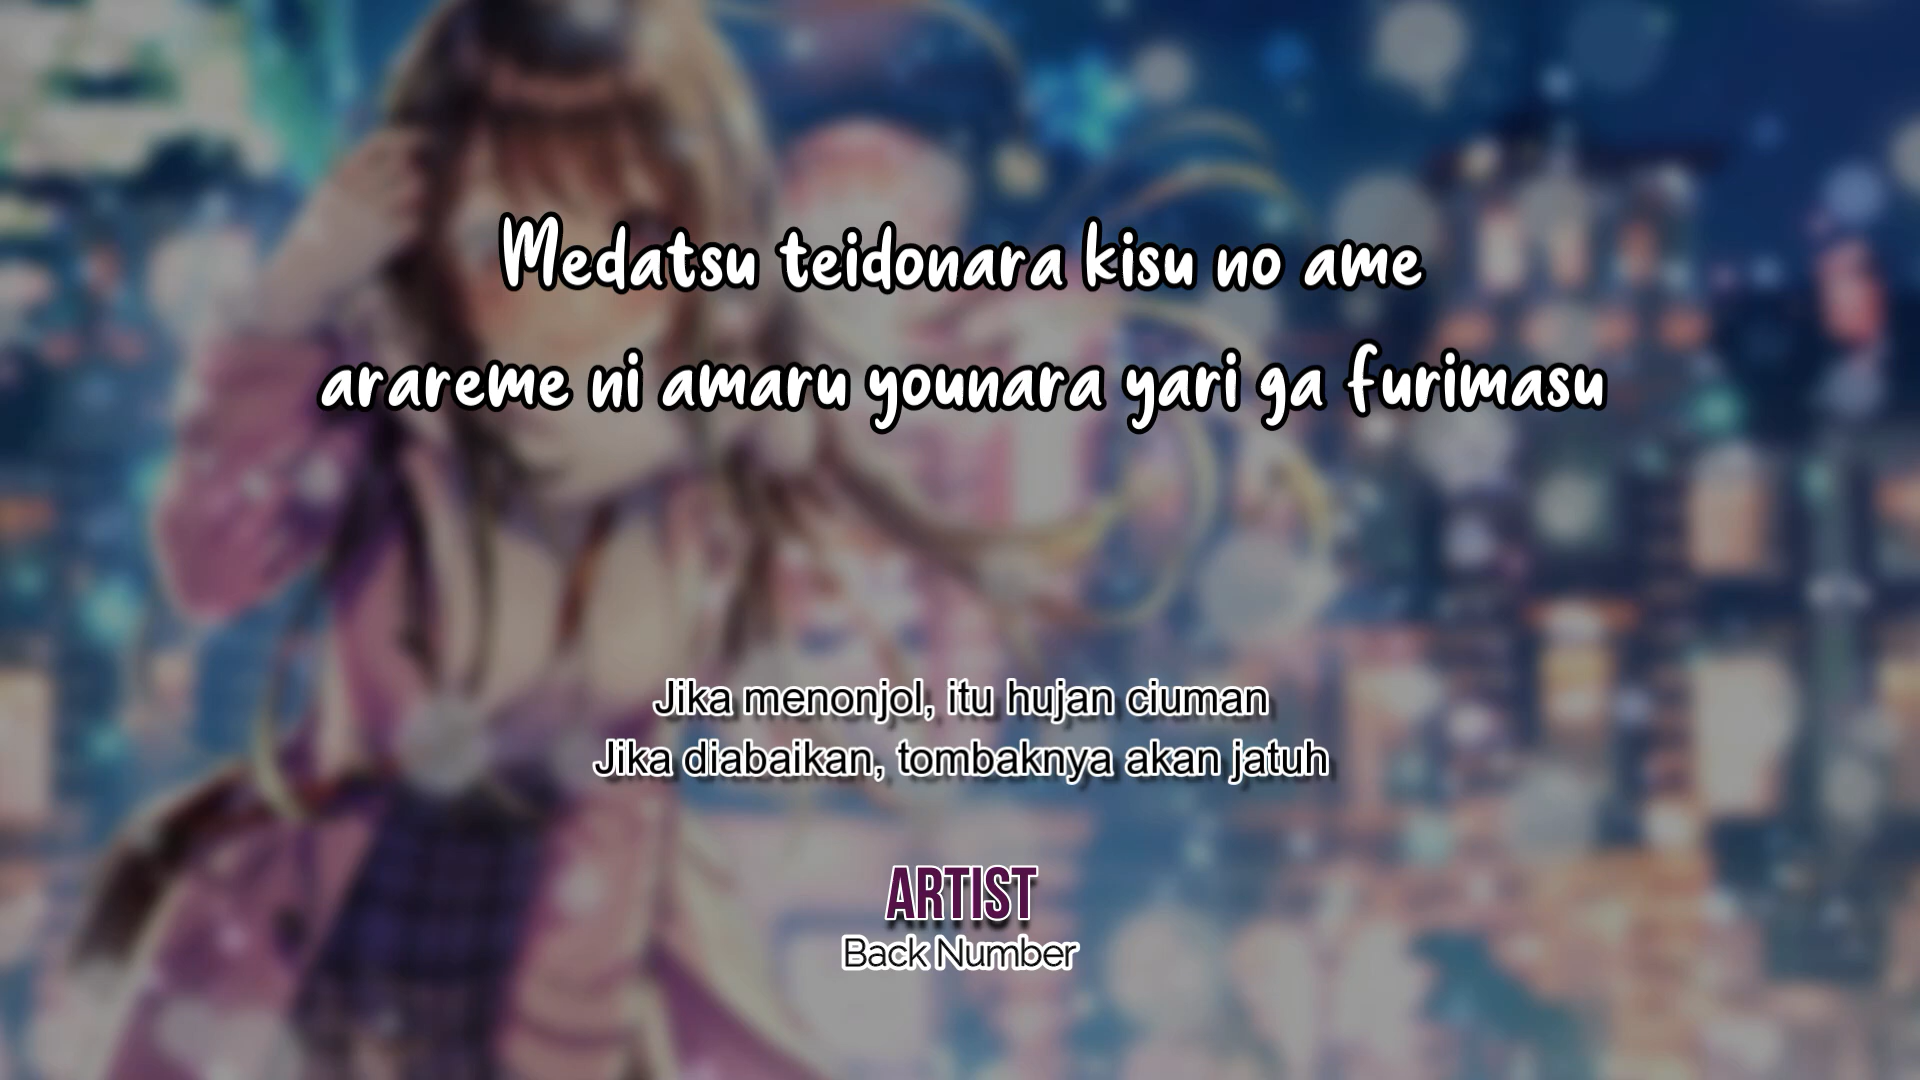 Medatsu teidonara kisu no ame
arareme ni amaru younara yari ga furimasu
Jika menonjol, itu hujan ciuman
Jika diabaikan, tombaknya akan jatuh
ARTIST
Back Number